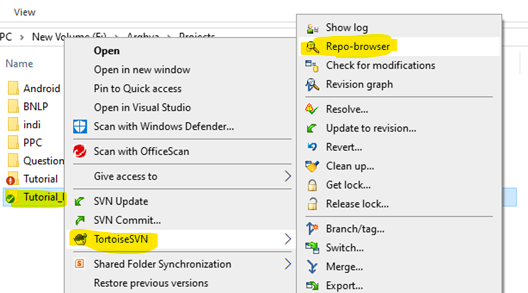 View
PC > New Volume (F:) > Arghya > Projects
Name
Android
BNLP
indi
PPC
Question
Tutorial
Tutorial_
Open
Open in new window
Pin to Quick access
Open in Visual Studio
Scan with Windows Defender...
Scan with OfficeScan
Give access to
SVN Update
SVN Commit...
TortoiseSVN
Shared Folder Synchronization
Restore previous versions
Show log
Repo-browser
Check for modifications
Revision graph
Resolve...
Update to revision...
Revert...
Clean up...
Get lock...
Release lock...
Branch/tag...
Switch...
Merge...
Export...